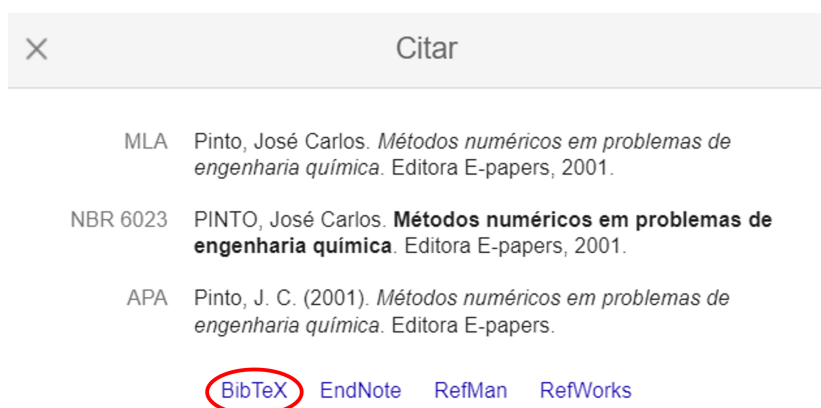 Citar
MLA Pinto, José Carlos. Métodos numéricos em problemas de
engenharia química. Editora E-papers, 2001.
NBR 6023 PINTO, José Carlos. Métodos numéricos em problemas de
engenharia química. Editora E-papers, 2001.
APA Pinto, J. C. (2001). Métodos numéricos em problemas de
engenharia química. Editora E-papers.
BibTeX EndNote RefMan RefWorks